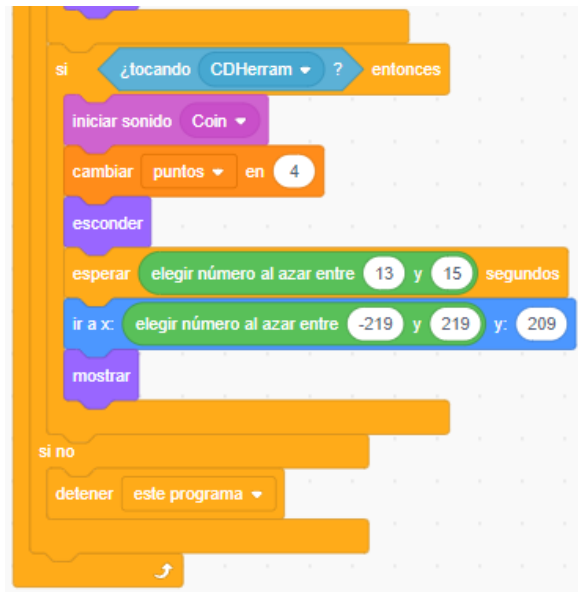 si ¿tocando CDHerram ? entonces
iniciar sonido Coin
cambiar puntos en 4
esconder
esperar elegir número al azar entre 13 y 15 segundos
ir a x: elegir número al azar entre -219 y 219 y: 209
mostrar
si no
detener este programa